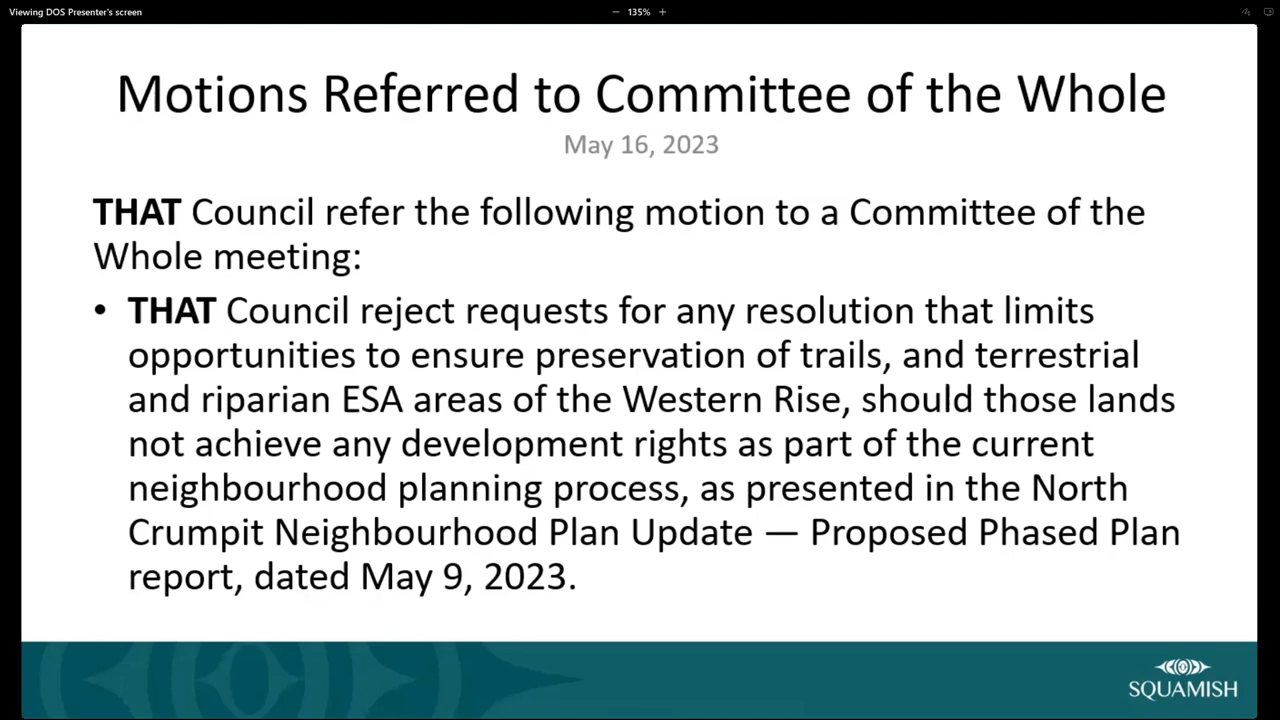 Viewing DOS Presenter's screen
− 135% +
Motions Referred to Committee of the Whole
May 16, 2023
THAT Council refer the following motion to a Committee of the
Whole meeting:
• THAT Council reject requests for any resolution that limits
opportunities to ensure preservation of trails, and terrestrial
and riparian ESA areas of the Western Rise, should those lands
not achieve any development rights as part of the current
neighbourhood planning process, as presented in the North
Crumpit Neighbourhood Plan Update — Proposed Phased Plan
report, dated May 9, 2023.
SQUAMISH